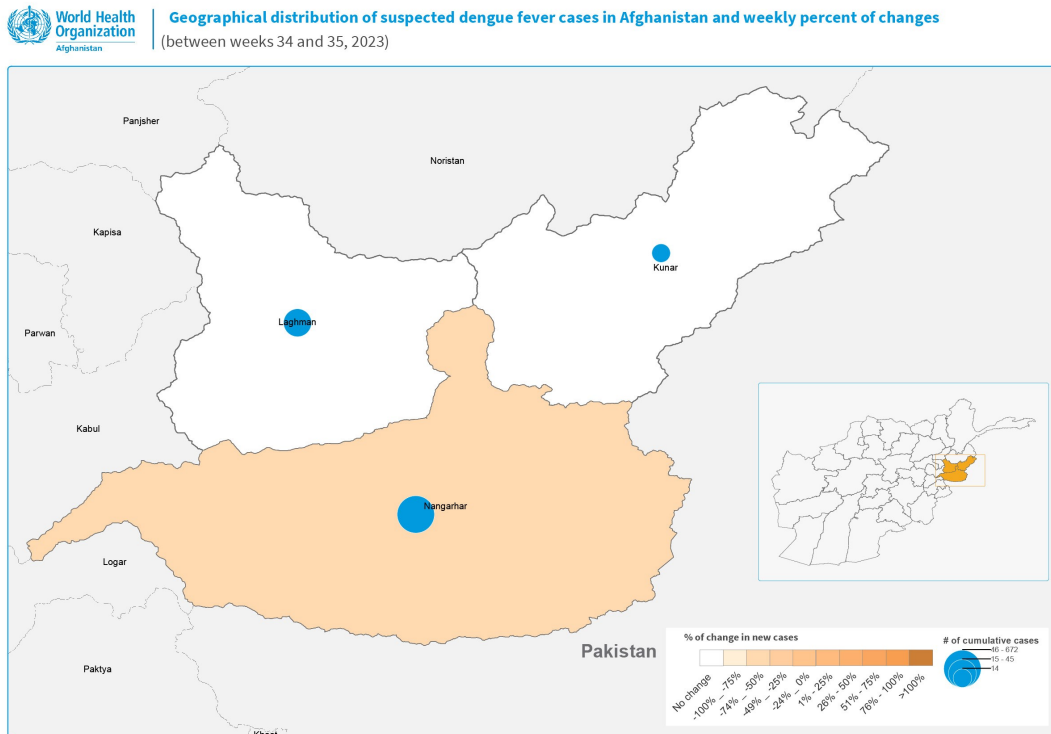 World Health
Organization
Afghanistan
Geographical distribution of suspected dengue fever cases in Afghanistan and weekly percent of changes
(between weeks 34 and 35, 2023)
Panjsher
Noristan
Kapisa
Kunar
Laghman
Parwan
Kabul
Nangarhar
Logar
Pakistan
Paktya
% of change in new cases
No change
-100% _ -75%
-74% _ -50%
-49% _ -25%
-24% _ 0%
1% - 25%
26% - 50%
51% - 75%
76% - 100%
>100%
# of cumulative cases
46 - 672
15 - 45
14